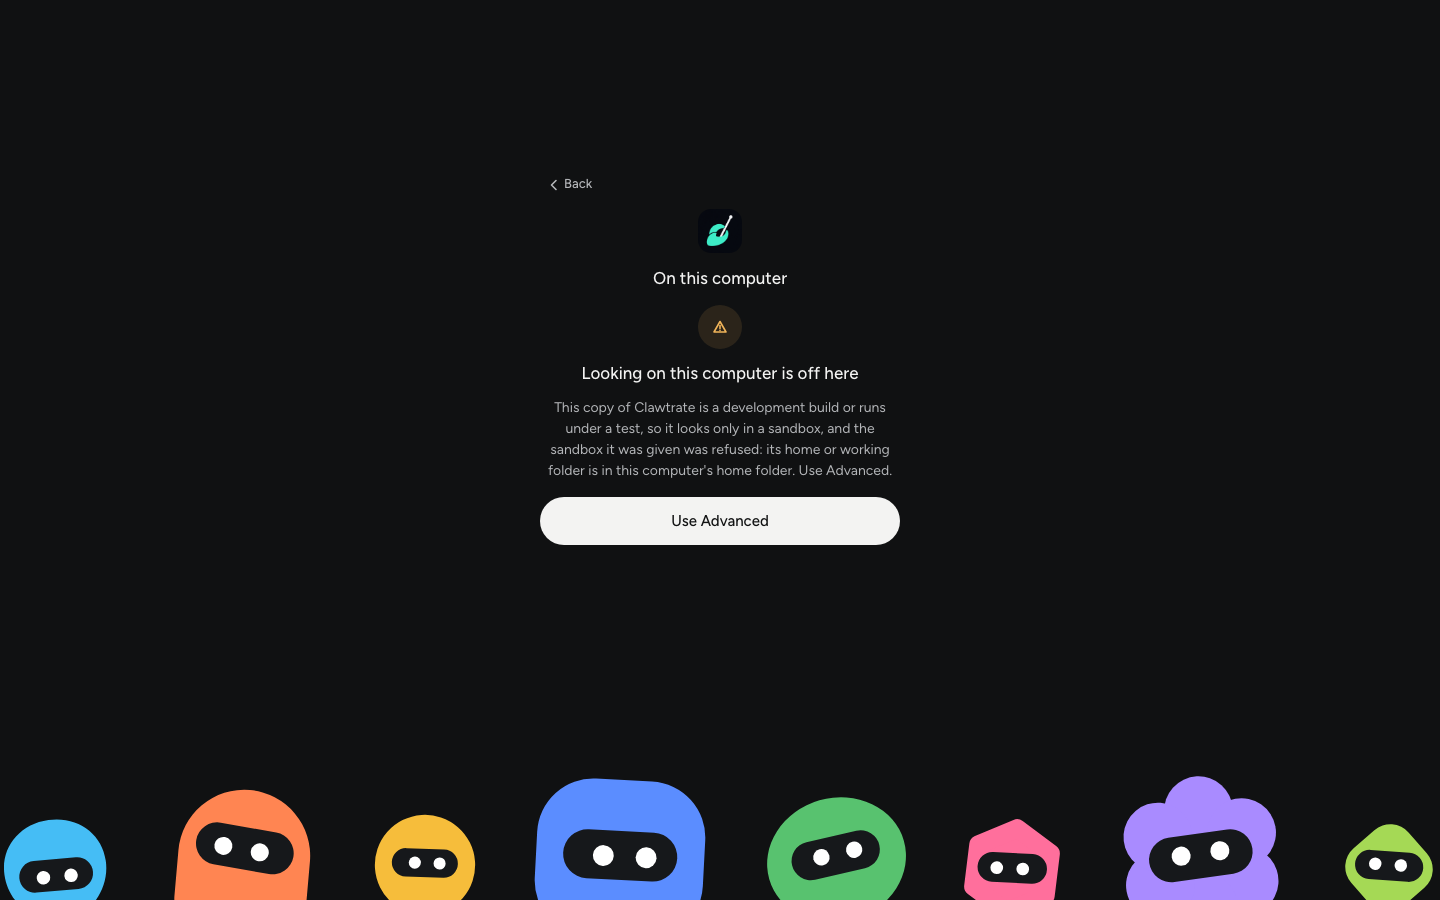 Back
On this computer
Looking on this computer is off here
This copy of Clawtrate is a development build or runs
under a test, so it looks only in a sandbox, and the
sandbox it was given was refused: its home or working
folder is in this computer's home folder. Use Advanced.
Use Advanced